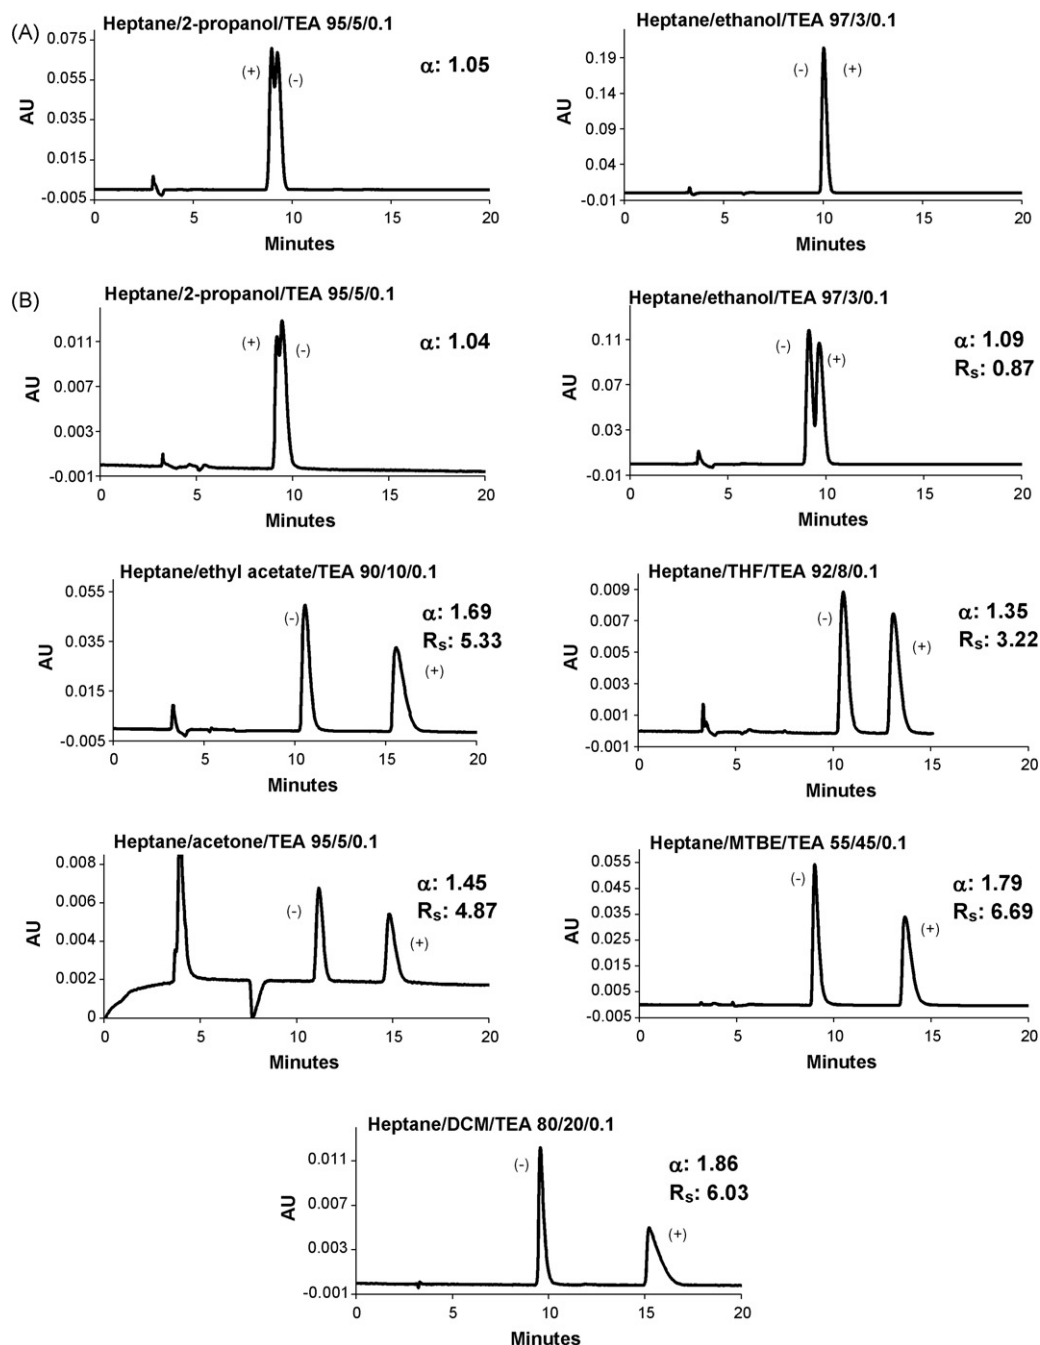 (A)
Heptane/2-propanol/TEA 95/5/0.1
0.075
0.055
0.035
0.015
-0.005
AU
(+)
(-)
α: 1.05
0
5
10
15
20
Minutes
Heptane/ethanol/TEA 97/3/0.1
0.19
0.14
0.09
0.04
-0.01
AU
(-)
(+)
0
5
10
15
20
Minutes
(B)
Heptane/2-propanol/TEA 95/5/0.1
0.011
0.007
0.003
-0.001
AU
(+)
(-)
α: 1.04
0
5
10
15
20
Minutes
Heptane/ethanol/TEA 97/3/0.1
0.11
0.07
0.03
-0.01
AU
(-)
(+)
α: 1.09
Rs: 0.87
0
5
10
15
20
Minutes
Heptane/ethyl acetate/TEA 90/10/0.1
0.055
0.035
0.015
-0.005
AU
(-)
(+)
α: 1.69
Rs: 5.33
0
5
10
15
20
Minutes
Heptane/THF/TEA 92/8/0.1
0.009
0.007
0.005
0.003
0.001
-0.001
AU
(-)
(+)
α: 1.35
Rs: 3.22
0
5
10
15
20
Minutes
Heptane/acetone/TEA 95/5/0.1
0.008
0.006
0.004
0.002
0
AU
(-)
(+)
α: 1.45
Rs: 4.87
0
5
10
15
20
Minutes
Heptane/MTBE/TEA 55/45/0.1
0.055
0.045
0.035
0.025
0.015
0.005
-0.005
AU
(-)
(+)
α: 1.79
Rs: 6.69
0
5
10
15
20
Minutes
Heptane/DCM/TEA 80/20/0.1
0.011
0.007
0.003
-0.001
AU
(-)
(+)
α: 1.86
Rs: 6.03
0
5
10
15
20
Minutes